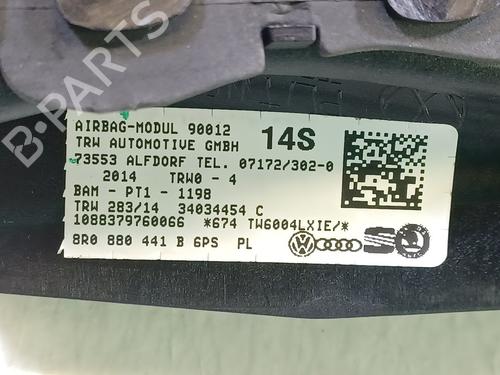 AIRBAG-MODUL 90012
14S
TRW AUTOMOTIVE GMBH
73553 ALFDORF TEL. 07172/302-0
2014 TRW0 - 4
BAM - PT1 - 1198
TRW 283/14 34034454 C
1088379760066 *674 TW6004LXIE/*
8R0 880 441 B 6PS PL
B-PARTS